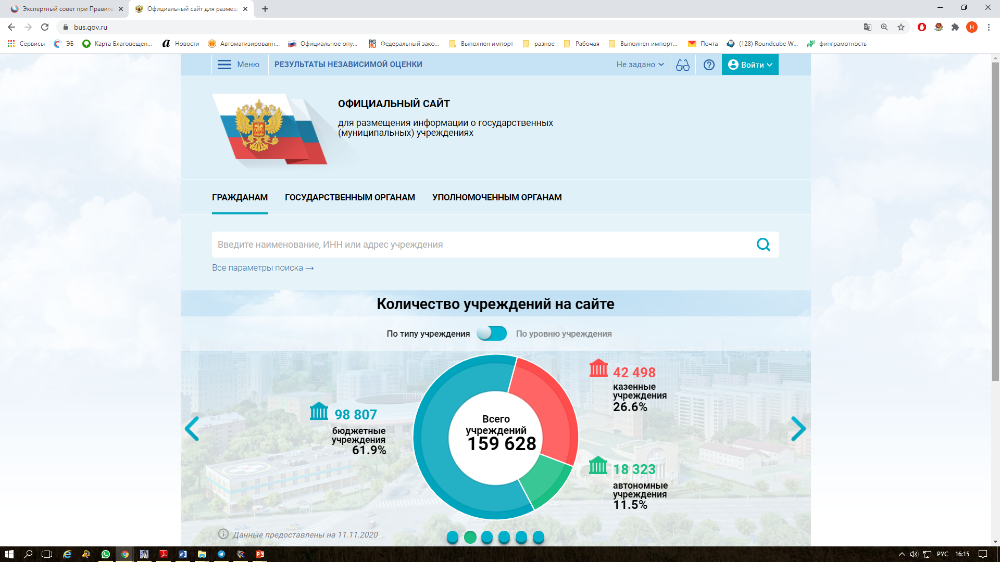 Экспертный совет при Правите
Официальный сайт для размещ
bus.gov.ru
Н
Сервисы
ЭБ
Карта Благовещен...
Новости
Автоматизированн...
Официальное опу...
Федеральный зако...
Выполнен импорт
разное
Рабочая
Выполнен импорт...
Почта
(128) Roundcube W...
финграмотность
Меню
РЕЗУЛЬТАТЫ НЕЗАВИСИМОЙ ОЦЕНКИ
Не задано
Войти
ОФИЦИАЛЬНЫЙ САЙТ
для размещения информации о государственных
(муниципальных) учреждениях
ГРАЖДАНАМ
ГОСУДАРСТВЕННЫМ ОРГАНАМ
УПОЛНОМОЧЕННЫМ ОРГАНАМ
Введите наименование, ИНН или адрес учреждения
Все параметры поиска →
Количество учреждений на сайте
По типу учреждения
По уровню учреждения
42 498
казенные
учреждения
26.6%
98 807
бюджетные
учреждения
61.9%
Всего
учреждений
159 628
18 323
автономные
учреждения
11.5%
Данные предоставлены на 11.11.2020
РУС
16:15